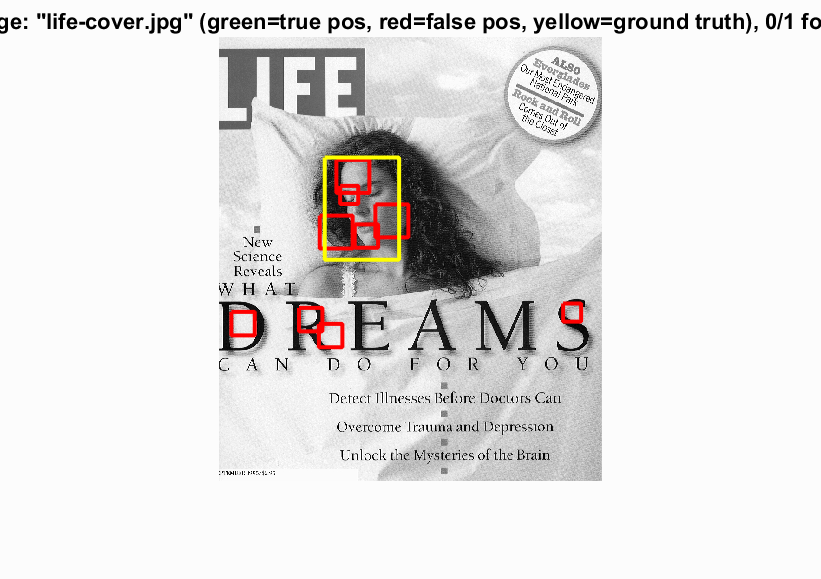 ge: "life-cover.jpg" (green=true pos, red=false pos, yellow=ground truth), 0/1 fo
LIFE
ALSO
Everglades
Our Most Endangered
National Park
Rock and Roll
Comes Out of
the Closet
New
Science
Reveals
WHAT
DREAMS
CAN DO FOR YOU
Detect Illnesses Before Doctors Can
Overcome Trauma and Depression
Unlock the Mysteries of the Brain